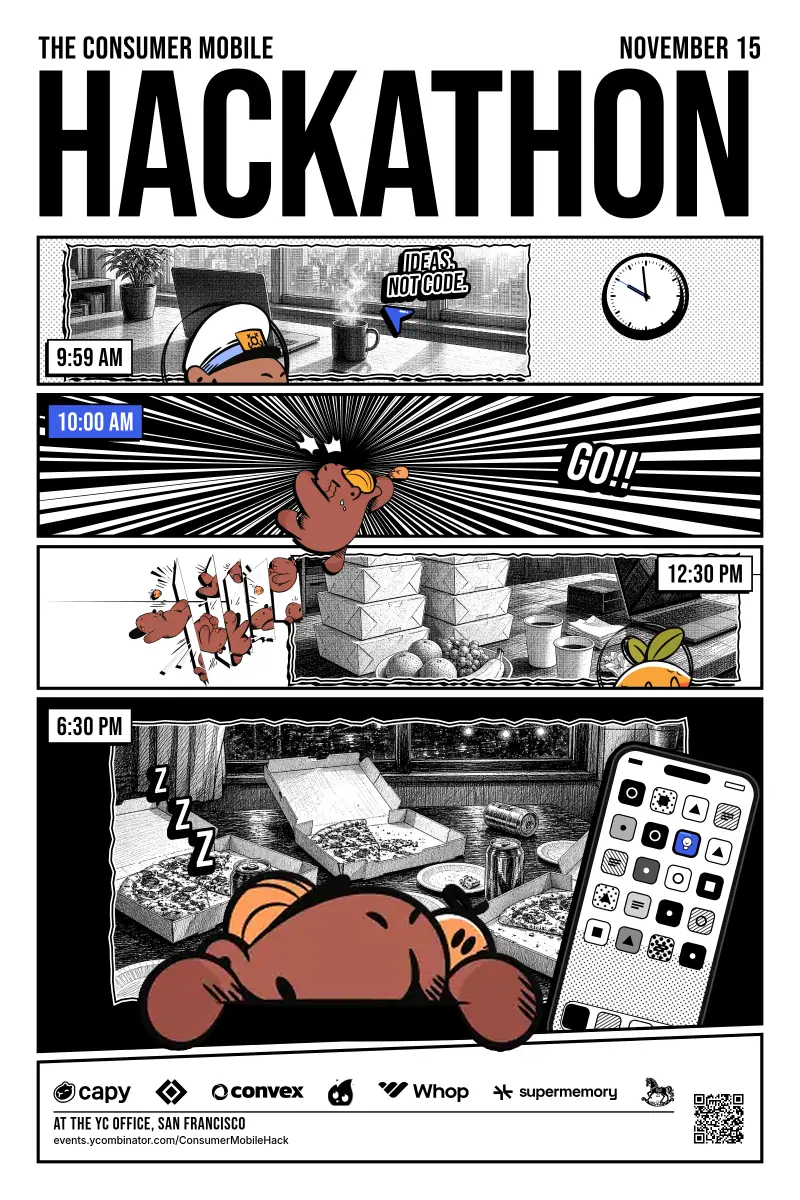 THE CONSUMER MOBILE
NOVEMBER 15
HACKATHON
IDEAS,
NOT CODE.
9:59 AM
10:00 AM
GO!!
12:30 PM
6:30 PM
Z
Z
Z
capy
convex
Whop
supermemory
AT THE YC OFFICE, SAN FRANCISCO
events.ycombinator.com/ConsumerMobileHack